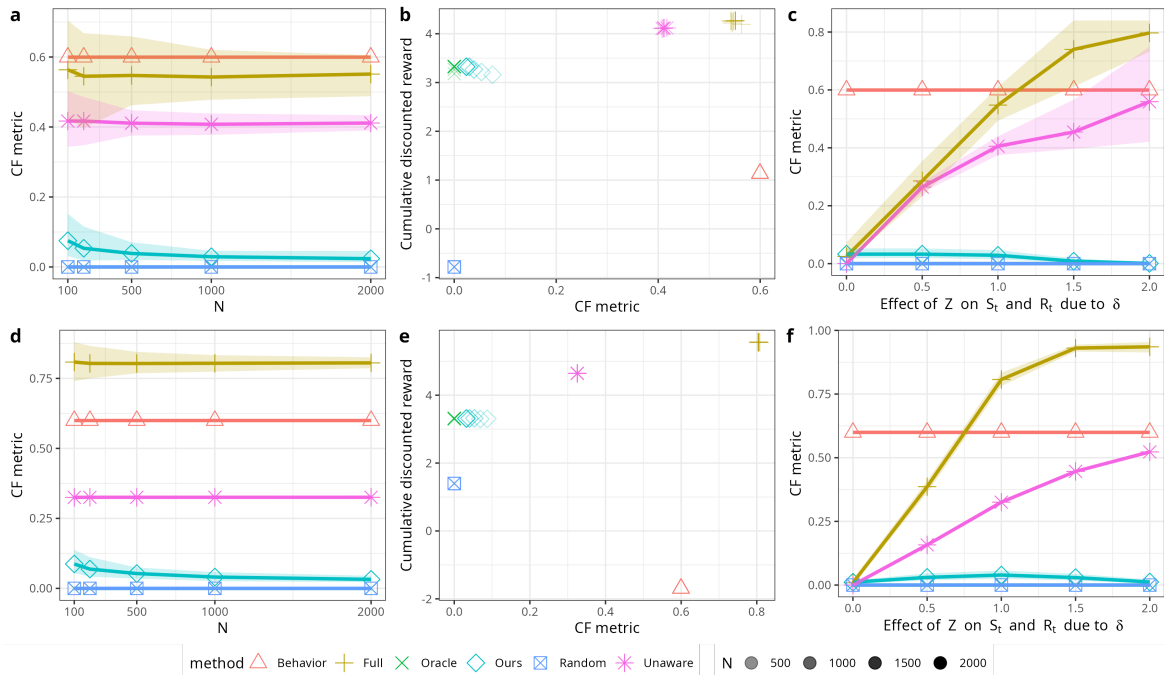 a
CF metric
0.6
0.4
0.2
0.0
100
500
1000
2000
N
b
Cumulative discounted reward
4
3
4
1
0
-1
0.0
0.2
0.4
0.6
CF metric
c
CF metric
0.8
0.6
0.4
0.2
0.0
0.0
0.5
1.0
1.5
2.0
Effect of Z on St and Rt due to δ
d
CF metric
0.75
0.50
0.25
0.00
100
500
1000
2000
N
e
Cumulative discounted reward
4
2
0
-2
0.0
0.2
0.4
0.6
0.8
CF metric
f
CF metric
1.00
0.75
0.50
0.25
0.00
0.0
0.5
1.0
1.5
2.0
Effect of Z on St and Rt due to δ
method Behavior Full Oracle Ours Random Unaware
N 500 1000 1500 2000